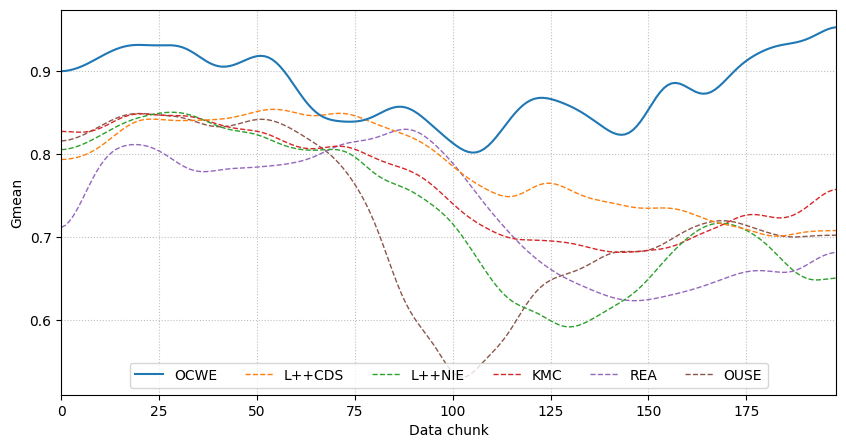 Gmean
0.9
0.8
0.7
0.6
OCWE L++CDS L++NIE KMC REA OUSE
0 25 50 75 100 125 150 175
Data chunk